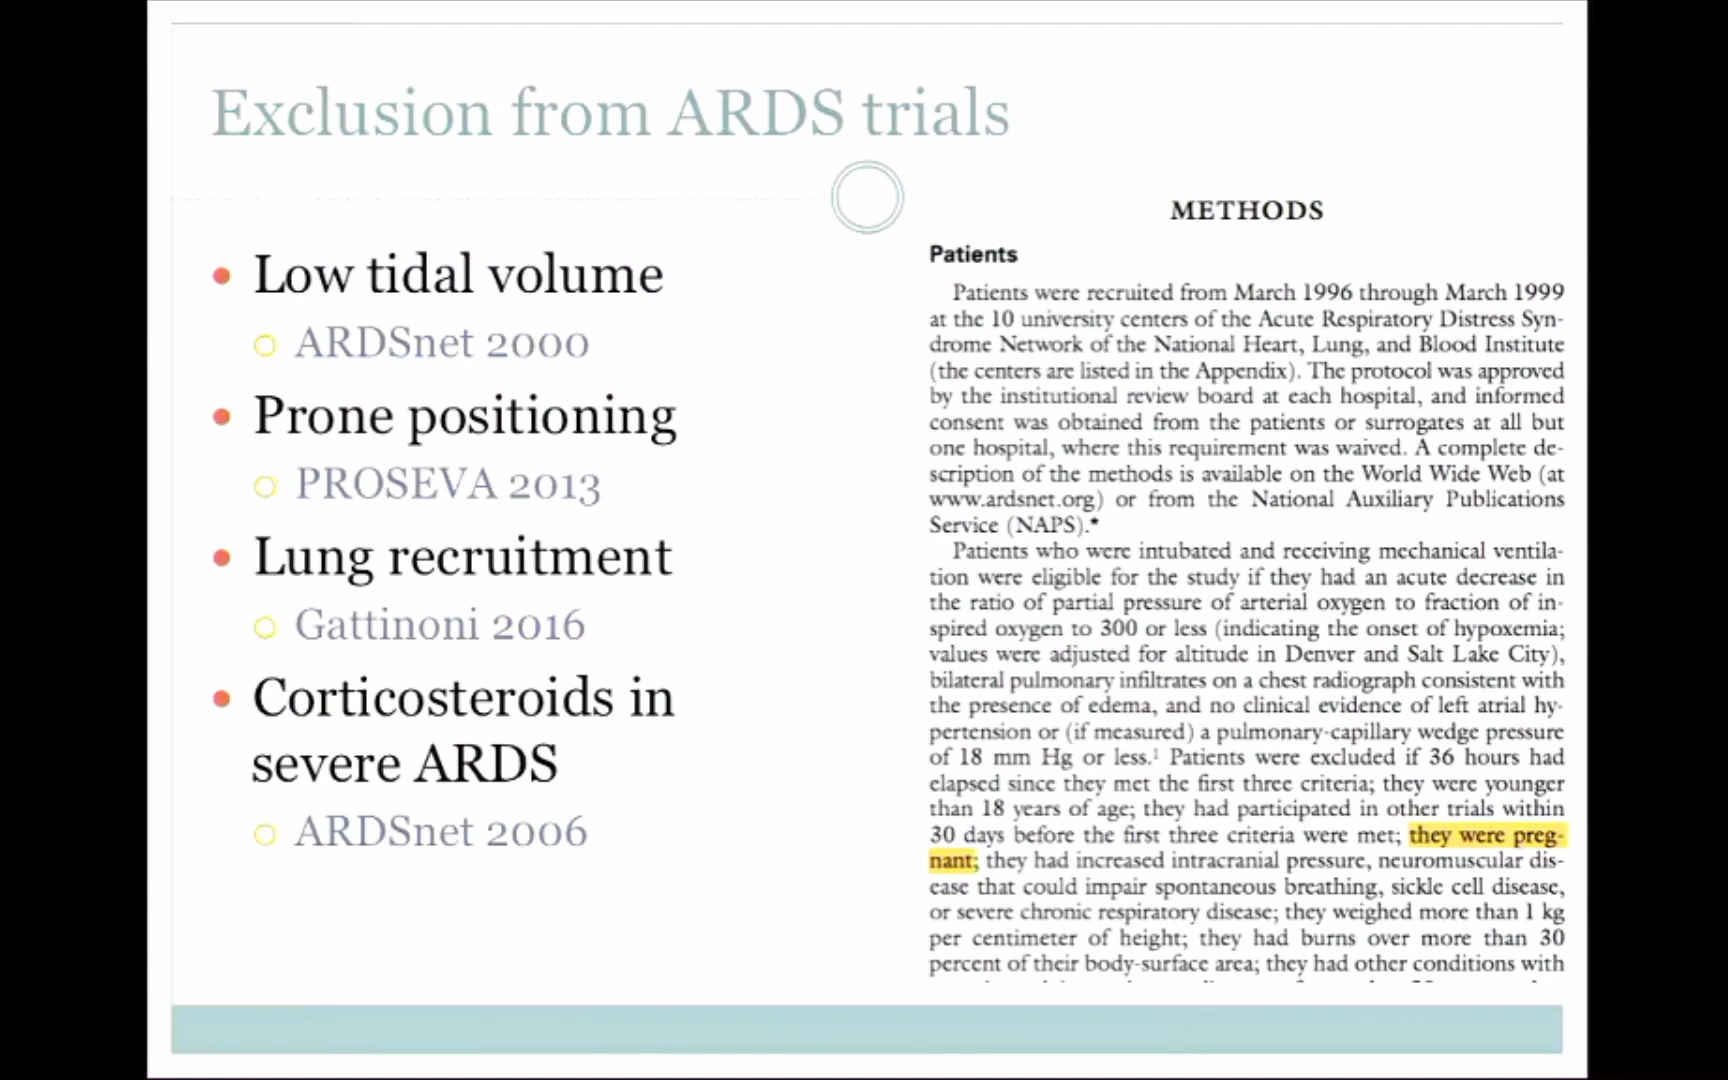 Exclusion from ARDS trials
Low tidal volume
ARDSnet 2000
Prone positioning
PROSEVA 2013
Lung recruitment
Gattinoni 2016
Corticosteroids in
severe ARDS
ARDSnet 2006
METHODS
Patients
Patients were recruited from March 1996 through March 1999
at the 10 university centers of the Acute Respiratory Distress Syn-
drome Network of the National Heart, Lung, and Blood Institute
(the centers are listed in the Appendix). The protocol was approved
by the institutional review board at each hospital, and informed
consent was obtained from the patients or surrogates at all but
one hospital, where this requirement was waived. A complete de-
scription of the methods is available on the World Wide Web (at
www.ardsnet.org) or from the National Auxiliary Publications
Service (NAPS).*
Patients who were intubated and receiving mechanical ventila-
tion were eligible for the study if they had an acute decrease in
the ratio of partial pressure of arterial oxygen to fraction of in-
spired oxygen to 300 or less (indicating the onset of hypoxemia;
values were adjusted for altitude in Denver and Salt Lake City),
bilateral pulmonary infiltrates on a chest radiograph consistent with
the presence of edema, and no clinical evidence of left atrial hy-
pertension or (if measured) a pulmonary-capillary wedge pressure
of 18 mm Hg or less.¹ Patients were excluded if 36 hours had
elapsed since they met the first three criteria; they were younger
than 18 years of age; they had participated in other trials within
30 days before the first three criteria were met; they were preg-
nant; they had increased intracranial pressure, neuromuscular dis-
ease that could impair spontaneous breathing, sickle cell disease,
or severe chronic respiratory disease; they weighed more than 1 kg
per centimeter of height; they had burns over more than 30
percent of their body-surface area; they had other conditions with